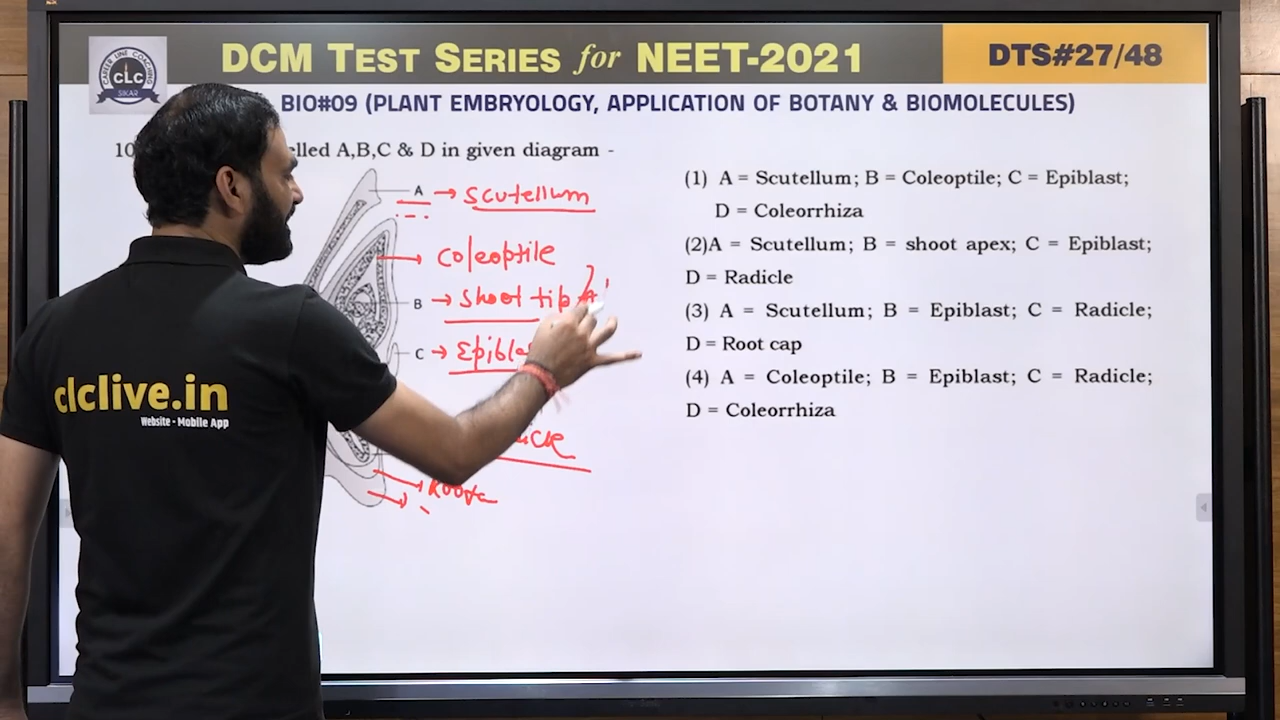 DCM TEST SERIES for NEET-2021
DTS#27/48
CAREER LINE COACHING
CLC
SIKAR
BIO#09 (PLANT EMBRYOLOGY, APPLICATION OF BOTANY & BIOMOLECULES)
10
elled A,B,C & D in given diagram -
A → Scutellum
→ Coleoptile
B → Shoot tip
C → Epibla
(1) A = Scutellum; B = Coleoptile; C = Epiblast;
D = Coleorrhiza
(2)A = Scutellum; B = shoot apex; C = Epiblast;
D = Radicle
(3) A = Scutellum; B = Epiblast; C = Radicle;
D = Root cap
(4) A = Coleoptile; B = Epiblast; C = Radicle;
D = Coleorrhiza
clclive.in
Website - Mobile App